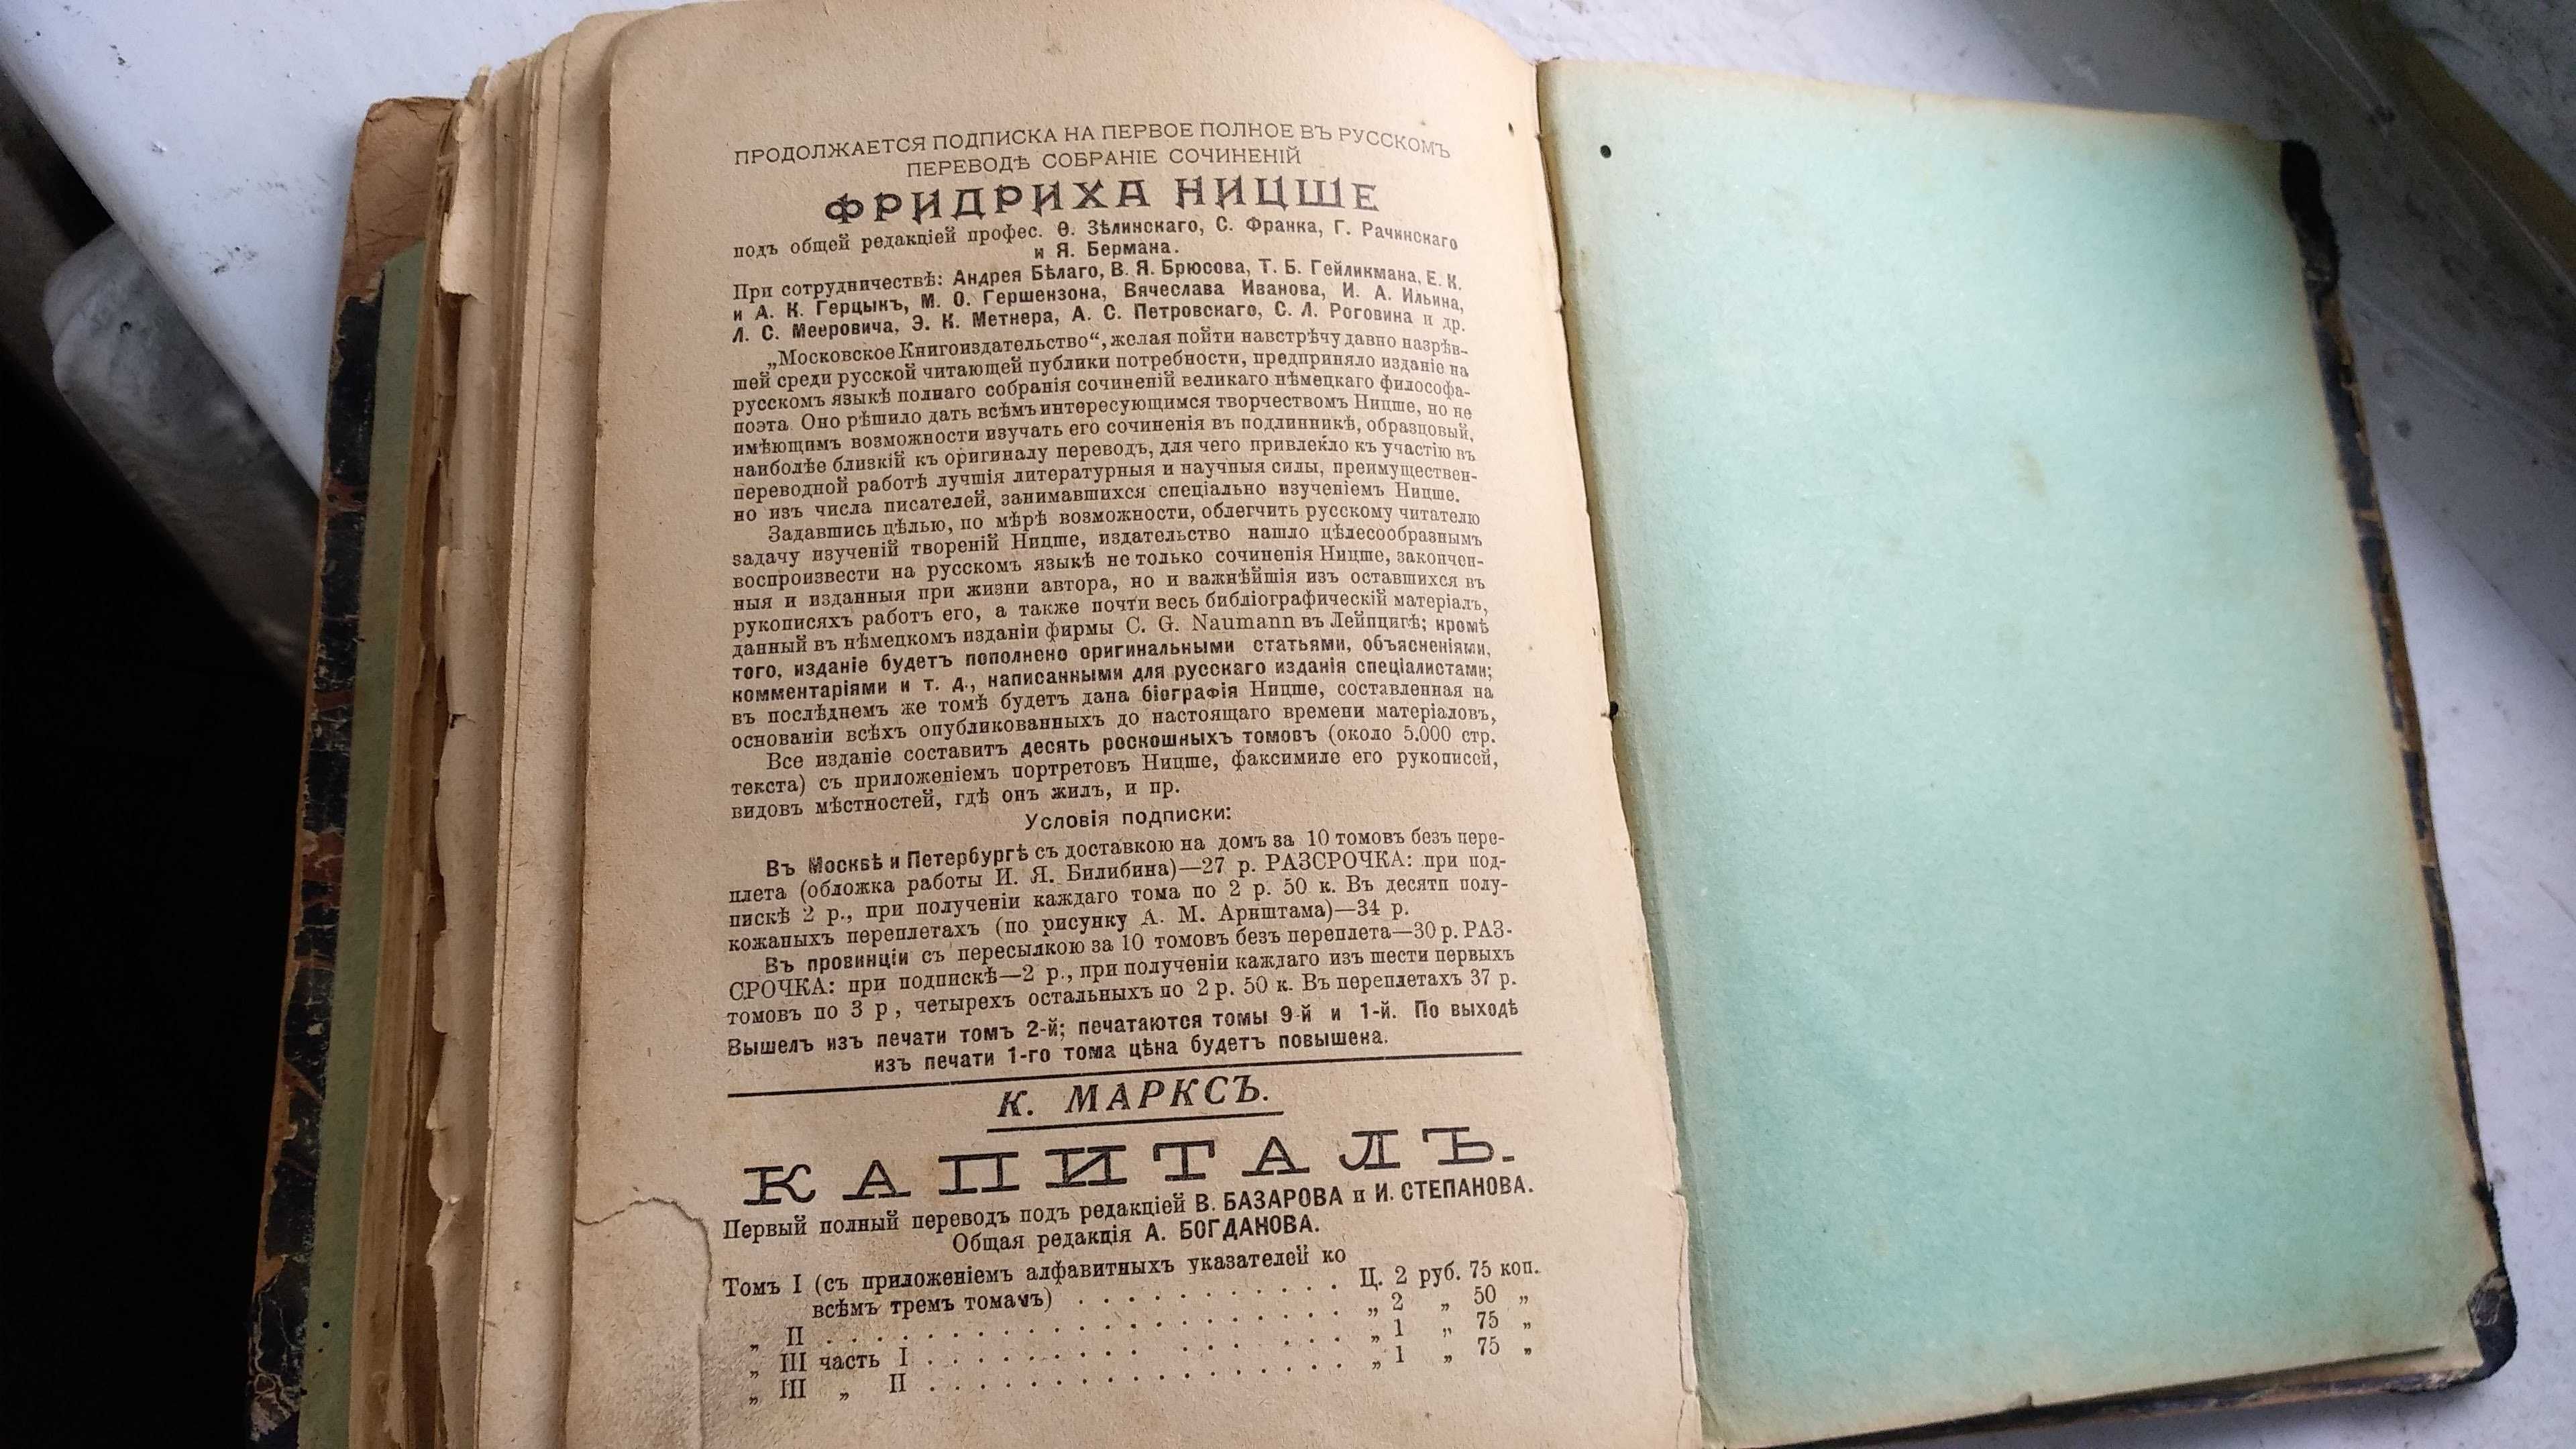 ПРОДОЛЖАЕТСЯ ПОДПИСКА НА ПЕРВОЕ ПОЛНОЕ ВЪ РУССКОМЪ
ПЕРЕВОДѢ СОБРАНІЕ СОЧИНЕНІЙ
ФРИДРИХА НИЦШЕ
подъ общей редакціей профес. Ѳ. Зѣлинскаго, С. Франка, Г. Рачинскаго
и Я. Бермана.
При сотрудничествѣ: Андрея Бѣлаго, В. Я. Брюсова, Т. Б. Гейликмана, Е. К.
и А. К. Герцыкъ, М. О. Гершензона, Вячеслава Иванова, И. А. Ильина,
Л. С. Мееровича, Э. К. Метнера, А. С. Петровскаго, С. Л. Роговина и др.
„Московское Книгоиздательство“, желая пойти навстрѣчу давно назрѣв-
шей среди русской читающей публики потребности, предприняло изданіе на
русскомъ языкѣ полнаго собранія сочиненій великаго нѣмецкаго философа-
поэта. Оно рѣшило дать всѣмъ интересующимся творчествомъ Ницше, но не
имѣющимъ возможности изучать его сочиненія въ подлинникѣ, образцовый,
наиболѣе близкій къ оригиналу переводъ, для чего привлекло къ участію въ
переводной работѣ лучшія литературныя и научныя силы, преимуществен-
но изъ числа писателей, занимавшихся спеціально изученіемъ Ницше.
Задавшись цѣлью, по мѣрѣ возможности, облегчить русскому читателю
задачу изученій твореній Ницше, издательство нашло цѣлесообразнымъ
воспроизвести на русскомъ языкѣ не только сочиненія Ницше, закончен-
ныя и изданныя при жизни автора, но и важнѣйшія изъ оставшихся въ
рукописяхъ работъ его, а также почти весь библіографическій матеріалъ,
данный въ нѣмецкомъ изданіи фирмы C. G. Naumann въ Лейпцигѣ; кромѣ
того, изданіе будетъ пополнено оригинальными статьями, объясненіями,
комментаріями и т. д., написанными для русскаго изданія спеціалистами;
въ послѣднемъ же томѣ будетъ дана біографія Ницше, составленная на
основаніи всѣхъ опубликованныхъ до настоящаго времени матеріаловъ,
Все изданіе составитъ десять роскошныхъ томовъ (около 5.000 стр.
текста) съ приложеніемъ портретовъ Ницше, факсимиле его рукописей,
видовъ мѣстностей, гдѣ онъ жилъ, и пр.
Условія подписки:
Въ Москвѣ и Петербургѣ съ доставкою на домъ за 10 томовъ безъ пере-
плета (обложка работы И. Я. Билибина)—27 р. РАЗСРОЧКА: при под-
пискѣ 2 р., при полученіи каждаго тома по 2 р. 50 к. Въ десяти полу-
кожаныхъ переплетахъ (по рисунку А. М. Арнштама)—34 р.
Въ провинціи съ пересылкою за 10 томовъ безъ переплета—30 р. РАЗ-
СРОЧКА: при подпискѣ—2 р., при полученіи каждаго изъ шести первыхъ
томовъ по 3 р , четырехъ остальныхъ по 2 р. 50 к. Въ переплетахъ 37 р.
Вышелъ изъ печати томъ 2-й; печатаются томы 9-й и 1-й. По выходѣ
изъ печати 1-го тома цѣна будетъ повышена.
К. МАРКСЪ.
КАПИТАЛЪ.
Первый полный переводъ подъ редакціей В. БАЗАРОВА и И. СТЕПАНОВА.
Общая редакція А. БОГДАНОВА.
Томъ I (съ приложеніемъ алфавитныхъ указателей ко
всѣмъ тремъ томамъ) . . . . . . . . . . . Ц. 2 руб. 75 коп.
„ II . . . . . . . . . . . . . . . . . . . . . „ 2 „ 50 „
„ III часть I . . . . . . . . . . . . . . . . „ 1 „ 75 „
„ III „ II . . . . . . . . . . . . . . . . . „ 1 „ 75 „